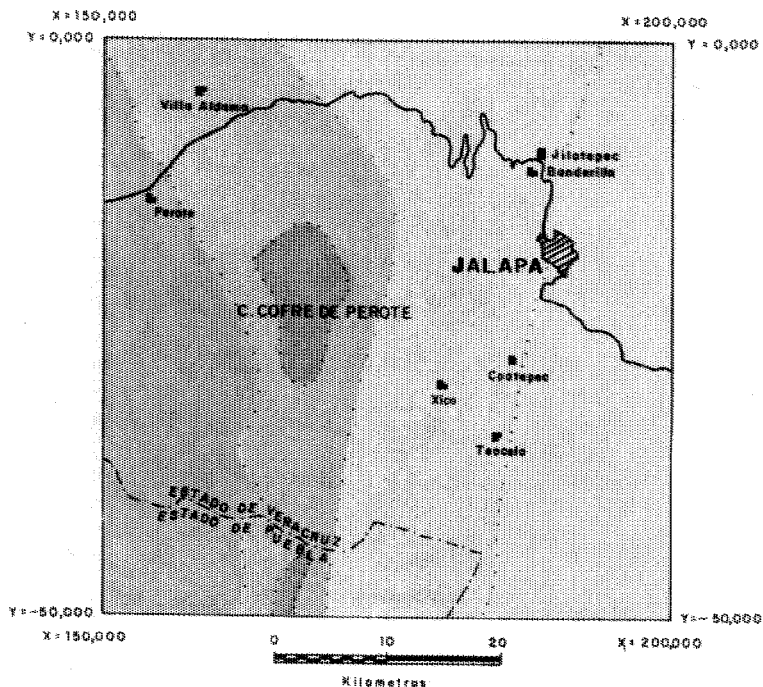 X=150,000
X=200,000
Y=0,000
Y=0,000
Villa Aldama
Jilotepec
Banderilla
Perote
JALAPA
C. COFRE DE PEROTE
Coatepec
Xico
Teocelo
ESTADO DE VERACRUZ
ESTADO DE PUEBLA
Y=-50,000
Y=-50,000
X=150,000
0
10
20
X=200,000
Kilometros